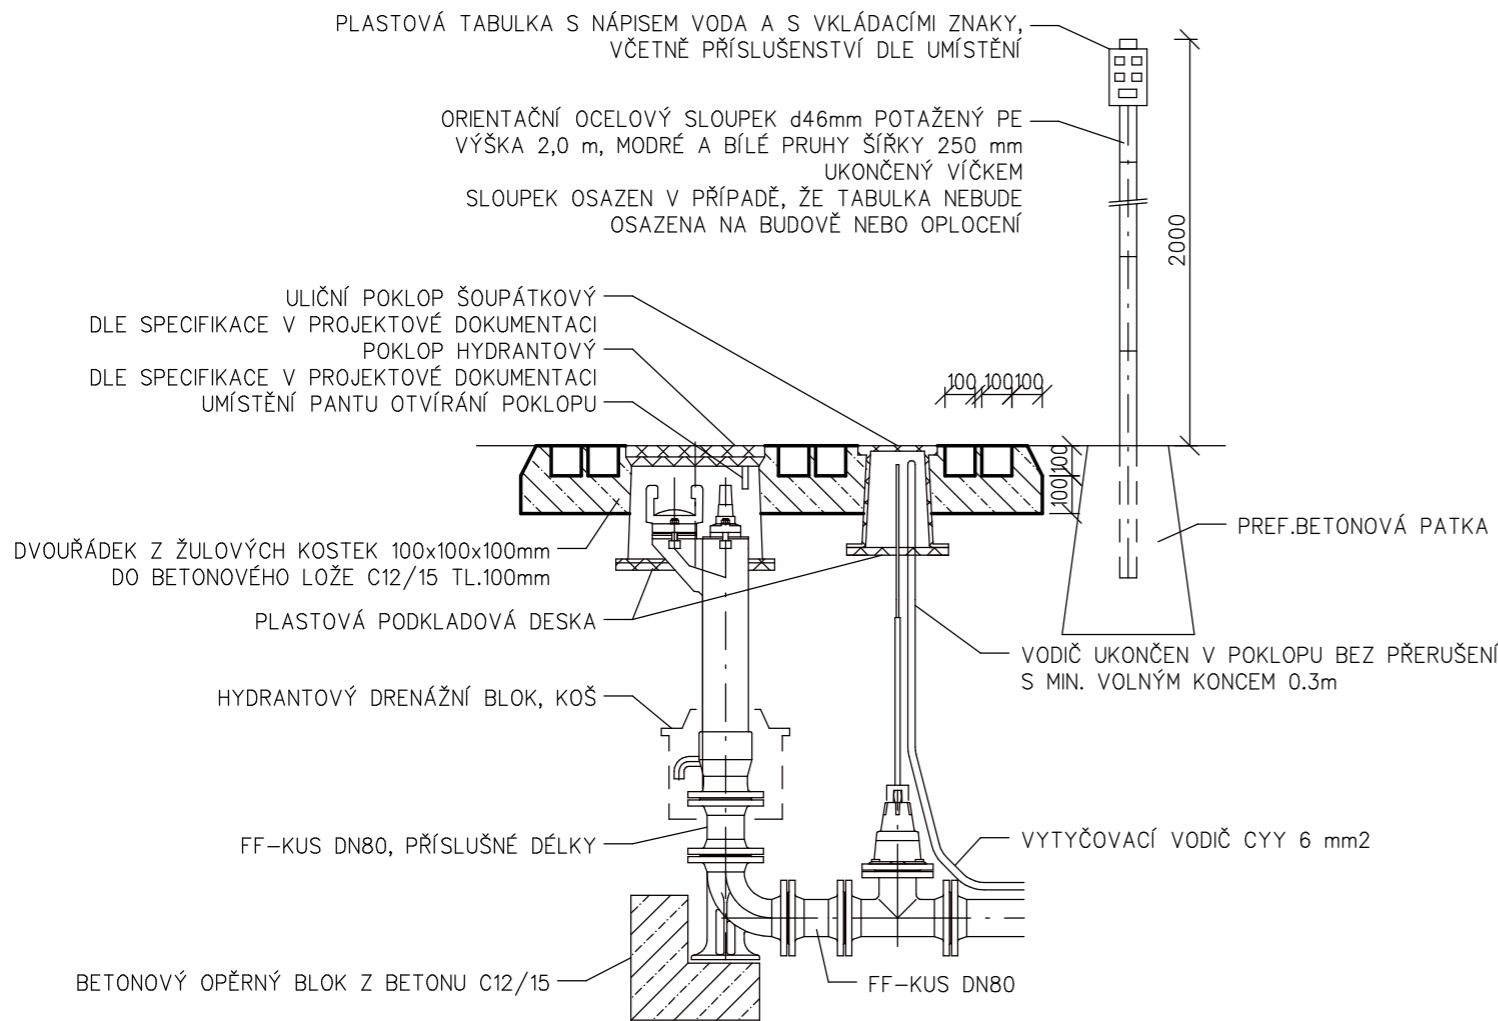 PLASTOVÁ TABULKA S NÁPISEM VODA A S VKLÁDACÍMI ZNAKY,
VČETNĚ PŘÍSLUŠENSTVÍ DLE UMÍSTĚNÍ
ORIENTAČNÍ OCELOVÝ SLOUPEK d46mm POTAŽENÝ PE
VÝŠKA 2,0 m, MODRÉ A BÍLÉ PRUHY ŠÍŘKY 250 mm
UKONČENÝ VÍČKEM
SLOUPEK OSAZEN V PŘÍPADĚ, ŽE TABULKA NEBUDE
OSAZENA NA BUDOVĚ NEBO OPLOCENÍ
2000
ULIČNÍ POKLOP ŠOUPÁTKOVÝ
DLE SPECIFIKACE V PROJEKTOVÉ DOKUMENTACI
POKLOP HYDRANTOVÝ
DLE SPECIFIKACE V PROJEKTOVÉ DOKUMENTACI
UMÍSTĚNÍ PANTU OTVÍRÁNÍ POKLOPU
100 100 100
100
100
PREF.BETONOVÁ PATKA
DVOUŘÁDEK Z ŽULOVÝCH KOSTEK 100x100x100mm
DO BETONOVÉHO LOŽE C12/15 TL.100mm
PLASTOVÁ PODKLADOVÁ DESKA
VODIČ UKONČEN V POKLOPU BEZ PŘERUŠENÍ
S MIN. VOLNÝM KONCEM 0.3m
HYDRANTOVÝ DRENÁŽNÍ BLOK, KOŠ
FF-KUS DN80, PŘÍSLUŠNÉ DÉLKY
VYTYČOVACÍ VODIČ CYY 6 mm2
BETONOVÝ OPĚRNÝ BLOK Z BETONU C12/15
FF-KUS DN80